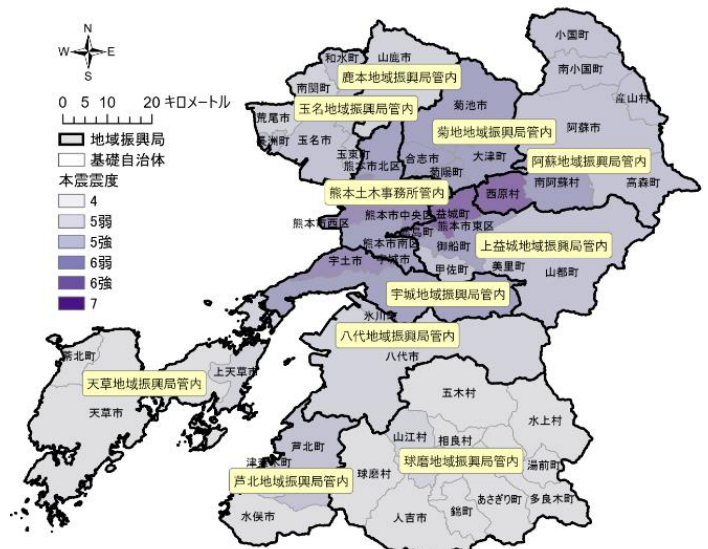 N
W E
S
0 10 20 キロメートル
地域振興局
基礎自治体
本震震度
4
5弱
5強
6弱
6強
7
小国町
南小国町
産山村
和水町
山鹿市
鹿本地域振興局管内
南関町
玉名地域振興局管内
菊池市
荒尾市
長洲町
玉名市
玉東町
熊本市北区
菊地地域振興局管内
合志市
大津町
菊陽町
阿蘇市
阿蘇地域振興局管内
南阿蘇村
高森町
西原村
熊本土木事務所管内
熊本市中央区
益城町
熊本市西区
熊本市東区
熊本市南区
御船町
上益城地域振興局管内
宇土市
宇城市
甲佐町
美里町
山都町
宇城地域振興局管内
氷川町
八代地域振興局管内
八代市
苓北町
天草地域振興局管内
上天草市
天草市
五木村
水上村
芦北町
山江村
相良村
湯前町
芦北地域振興局管内
球磨村
球磨地域振興局管内
あさぎり町
多良木町
水俣市
人吉市
錦町